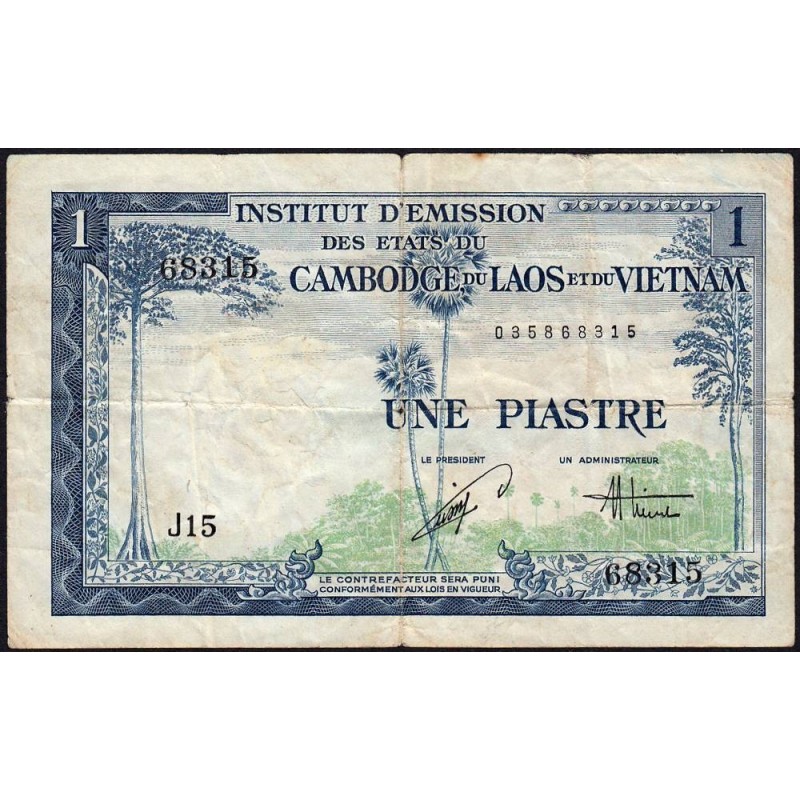 1
INSTITUT D'EMISSION
1
DES ETATS DU
68315
CAMBODGE DU LAOS ET DU VIETNAM
035868315
UNE PIASTRE
LE PRESIDENT
UN ADMINISTRATEUR
J15
68315
LE CONTREFACTEUR SERA PUNI
CONFORMÉMENT AUX LOIS EN VIGUEUR